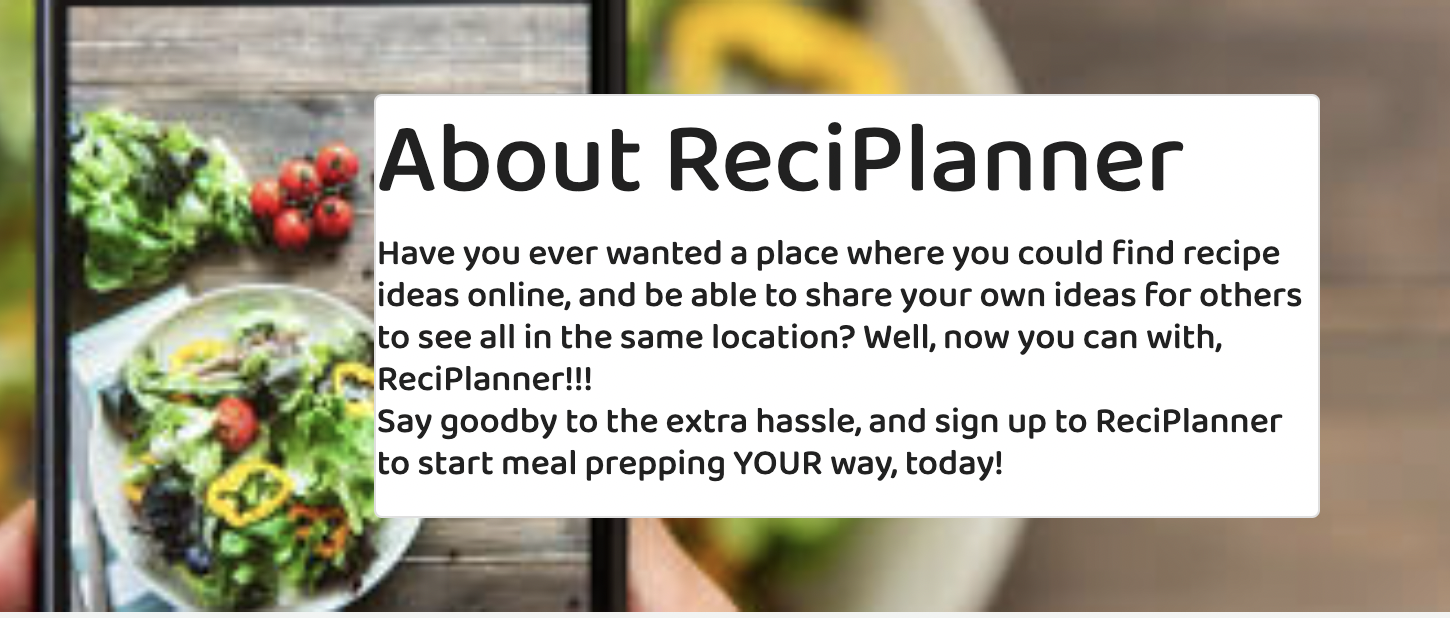 About ReciPlanner
Have you ever wanted a place where you could find recipe
ideas online, and be able to share your own ideas for others
to see all in the same location? Well, now you can with,
ReciPlanner!!!
Say goodby to the extra hassle, and sign up to ReciPlanner
to start meal prepping YOUR way, today!